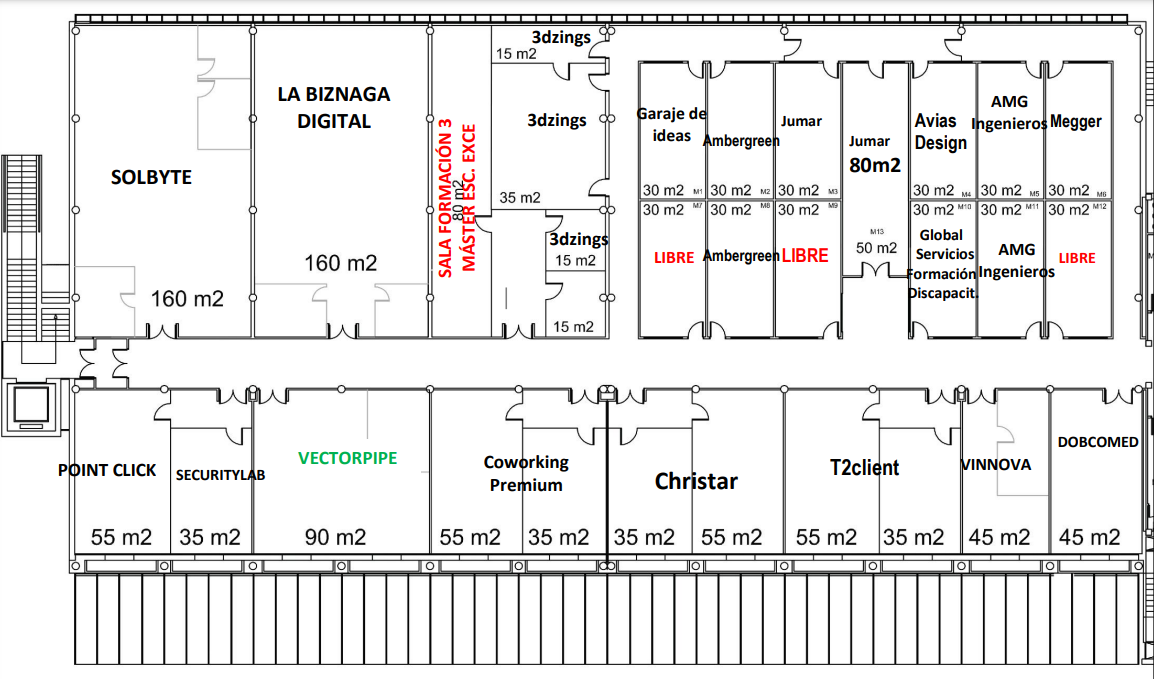 SOLBYTE
160 m2
LA BIZNAGA
DIGITAL
160 m2
SALA FORMACIÓN 3
MÁSTER ESC. EXCE
80 m2
3dzings
15 m2
3dzings
35 m2
3dzings
15 m2
15 m2
Garaje de
ideas
30 m2 M1
Ambergreen
30 m2 M2
Jumar
30 m2 M3
Jumar
80m2
M13
50 m2
Avias
Design
30 m2 M4
AMG
Ingenieros
30 m2 M5
Megger
30 m2 M6
30 m2 M7
LIBRE
30 m2 M8
Ambergreen
30 m2 M9
LIBRE
30 m2 M10
Global
Servicios
Formación
Discapacit.
30 m2 M11
AMG
Ingenieros
30 m2 M12
LIBRE
POINT CLICK
55 m2
SECURITYLAB
35 m2
VECTORPIPE
90 m2
Coworking
Premium
55 m2
35 m2
Christar
35 m2
55 m2
T2client
55 m2
35 m2
VINNOVA
45 m2
DOBCOMED
45 m2